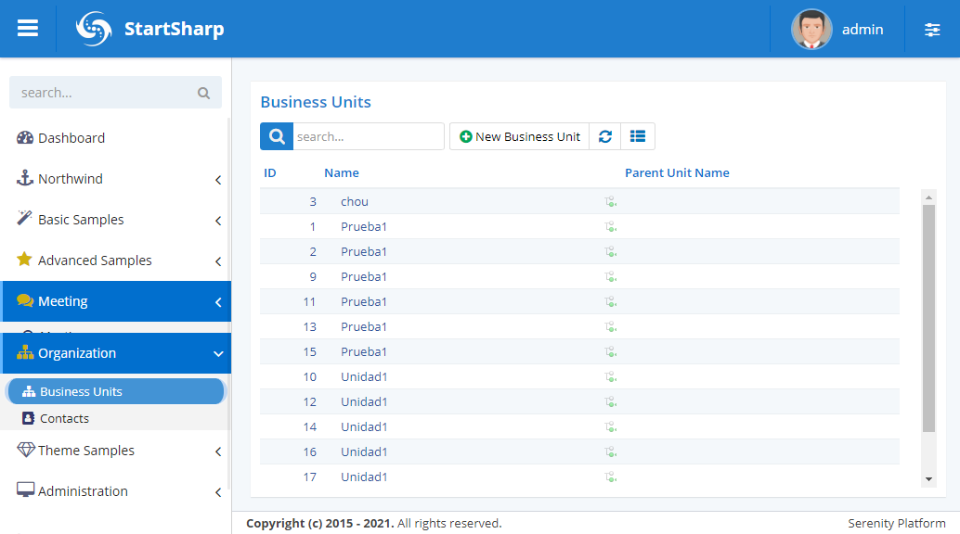 StartSharp
admin
search...
Dashboard
Northwind
Basic Samples
Advanced Samples
Meeting
Organization
Business Units
Contacts
Theme Samples
Administration
Business Units
search...
New Business Unit
ID Name Parent Unit Name
3 chou
1 Prueba1
2 Prueba1
9 Prueba1
11 Prueba1
13 Prueba1
15 Prueba1
10 Unidad1
12 Unidad1
14 Unidad1
16 Unidad1
17 Unidad1
Copyright (c) 2015 - 2021. All rights reserved.
Serenity Platform